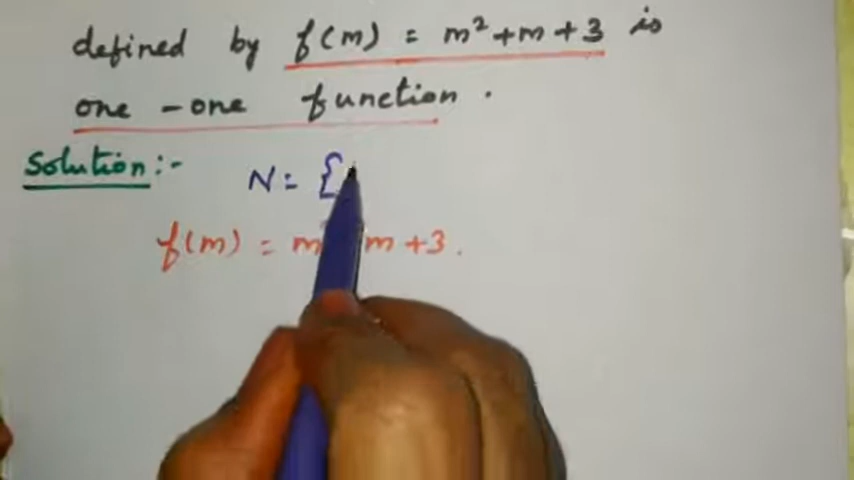 defined by f(m) = m²+m+3 is
one-one function.
Solution:-
N = {
f(m) = m m +3.